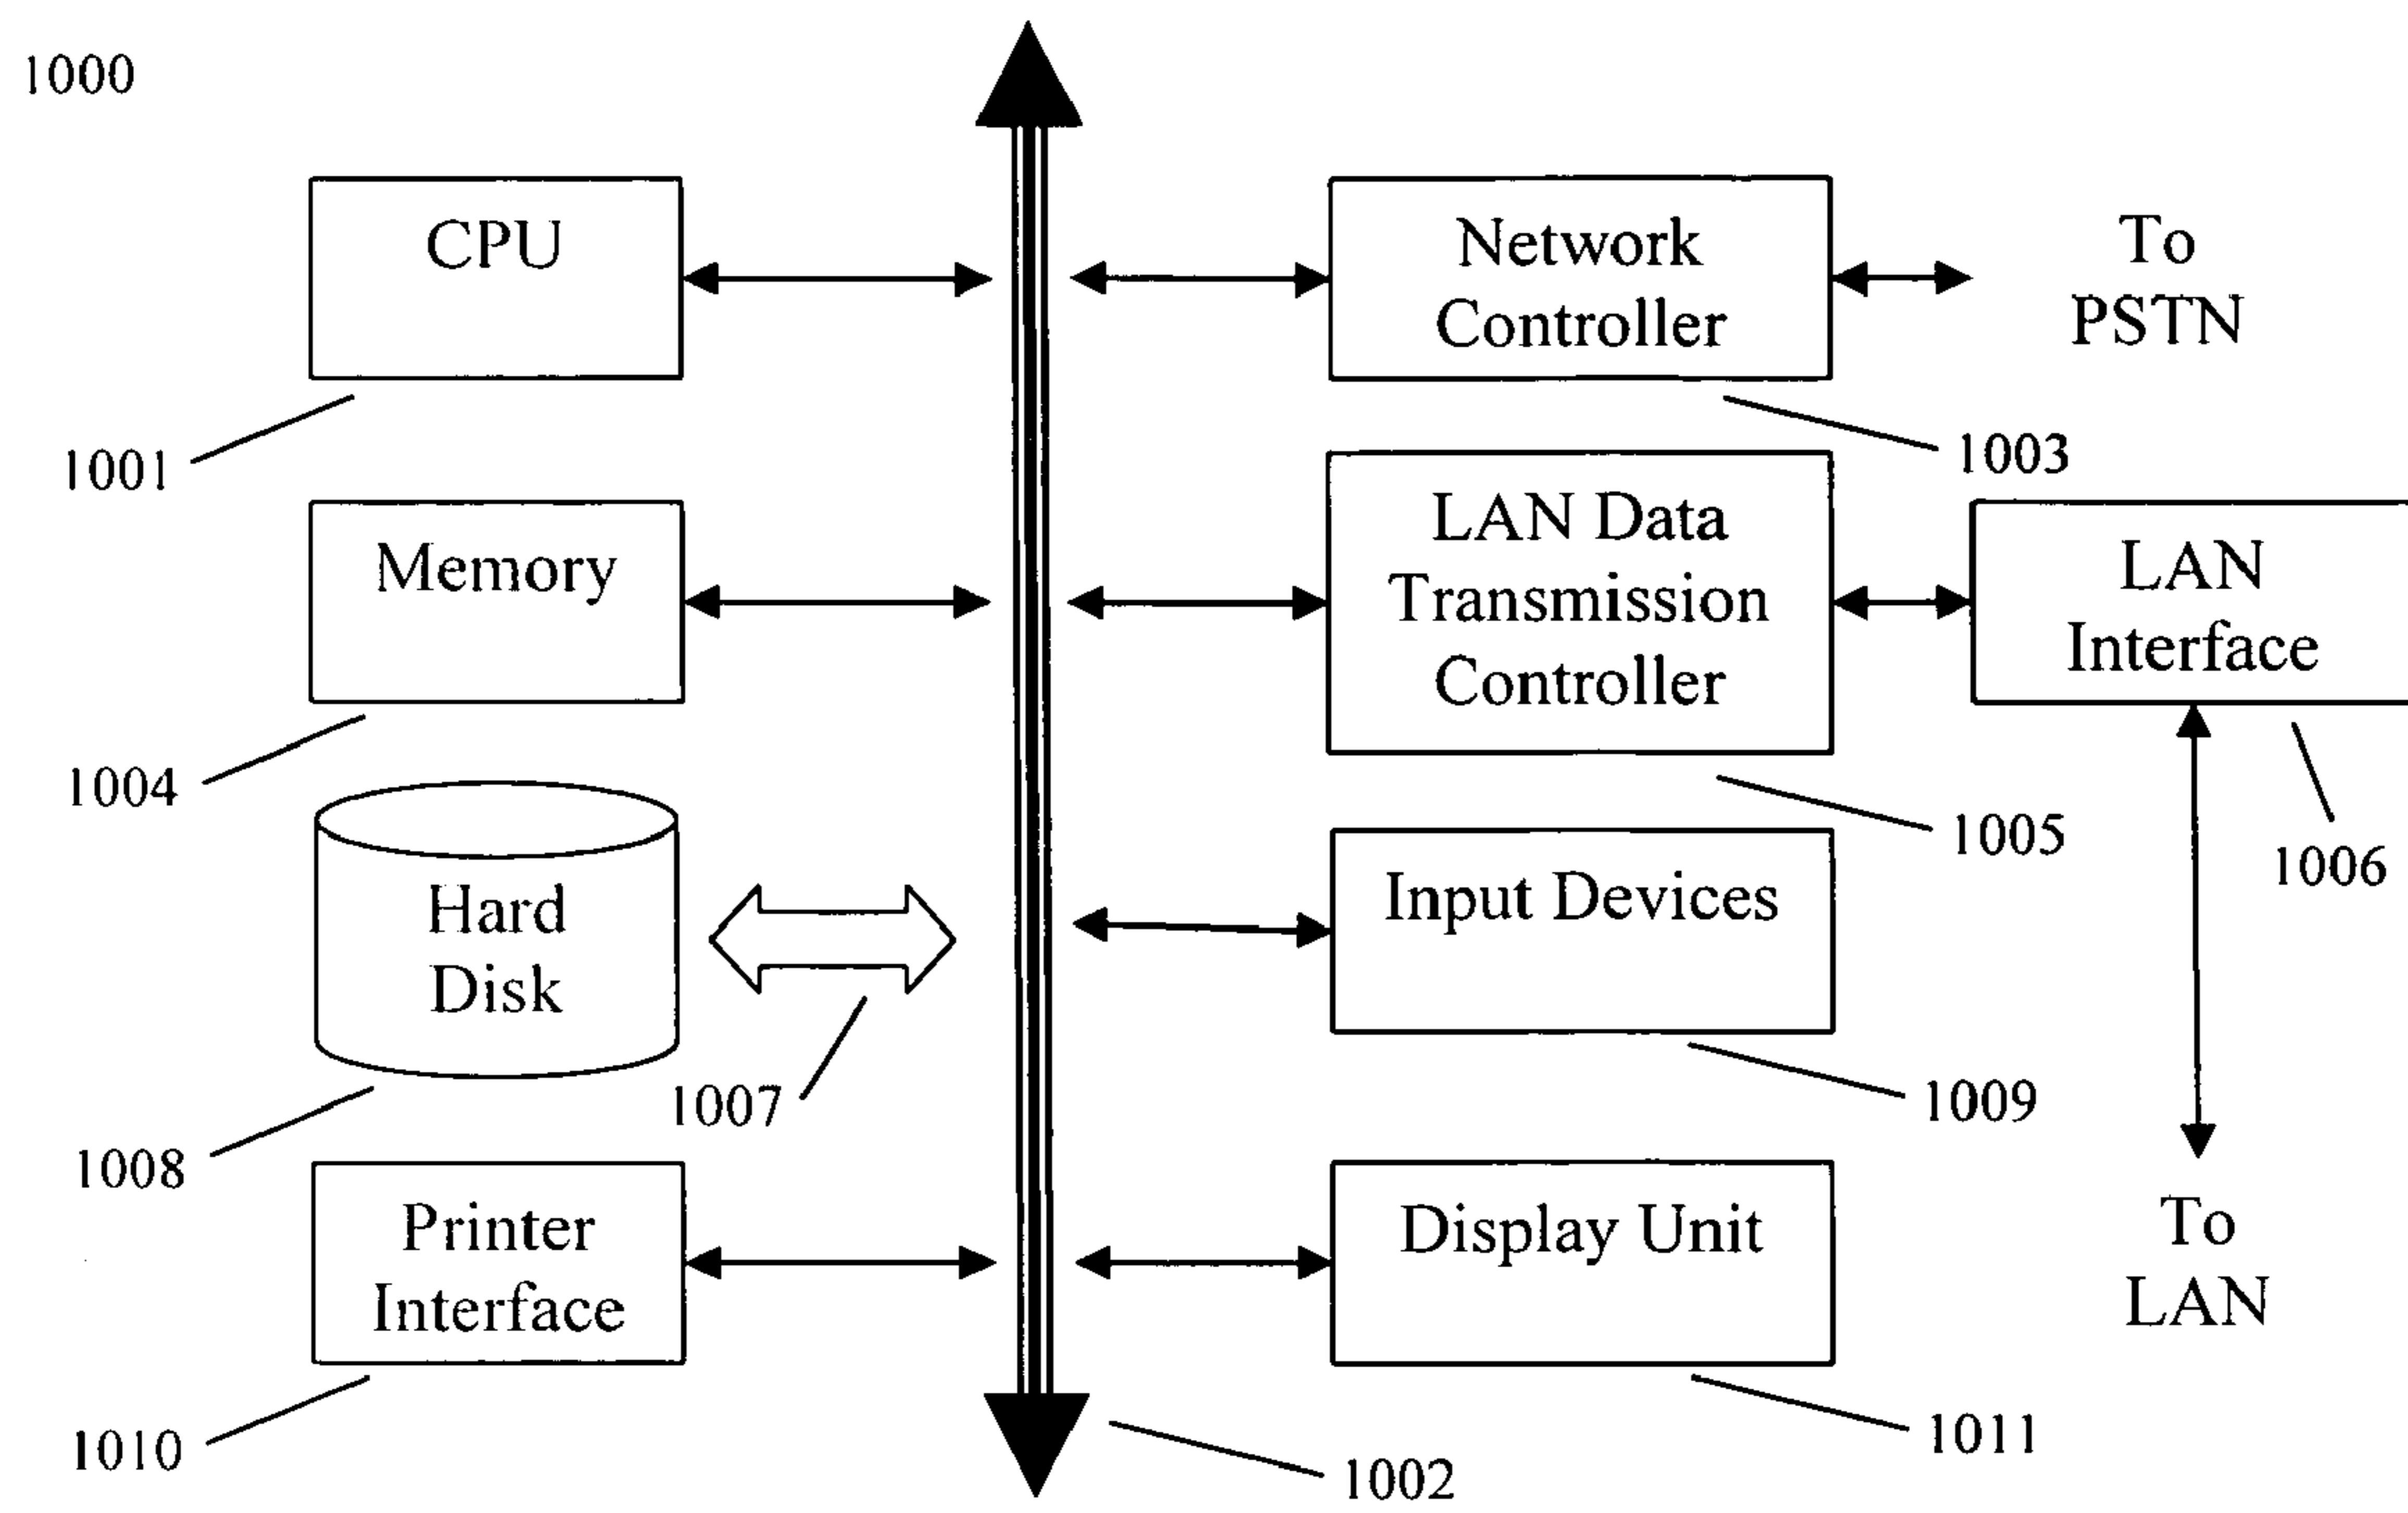 1000
CPU
1001
Network
Controller
To
PSTN
1003
Memory
1004
LAN Data
Transmission
Controller
1005
LAN
Interface
1006
Hard
Disk
1008
1007
Input Devices
1009
Printer
Interface
1010
Display Unit
1011
To
LAN
1002